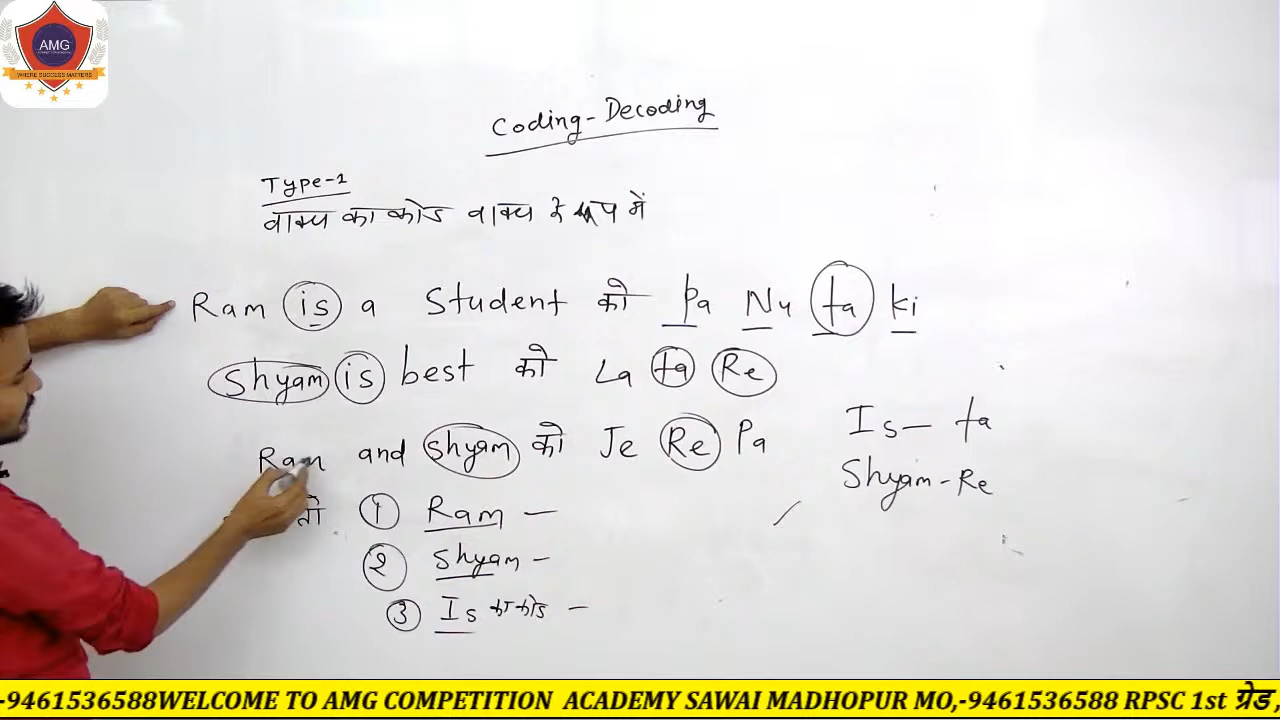 AMG
WHERE SUCCESS MATTERS
Coding-Decoding
Type-1
वाक्य का कोड वाक्य के रूप में
Ram is a Student को Pa Nu ta ki
Shyam is best को La ta Re
Ram and Shyam को Je Re Pa
Is - ta
Shyam - Re
तो ① Ram -
② Shyam -
③ Is का कोड -
-9461536588WELCOME TO AMG COMPETITION ACADEMY SAWAI MADHOPUR MO,-9461536588 RPSC 1st ग्रेड,